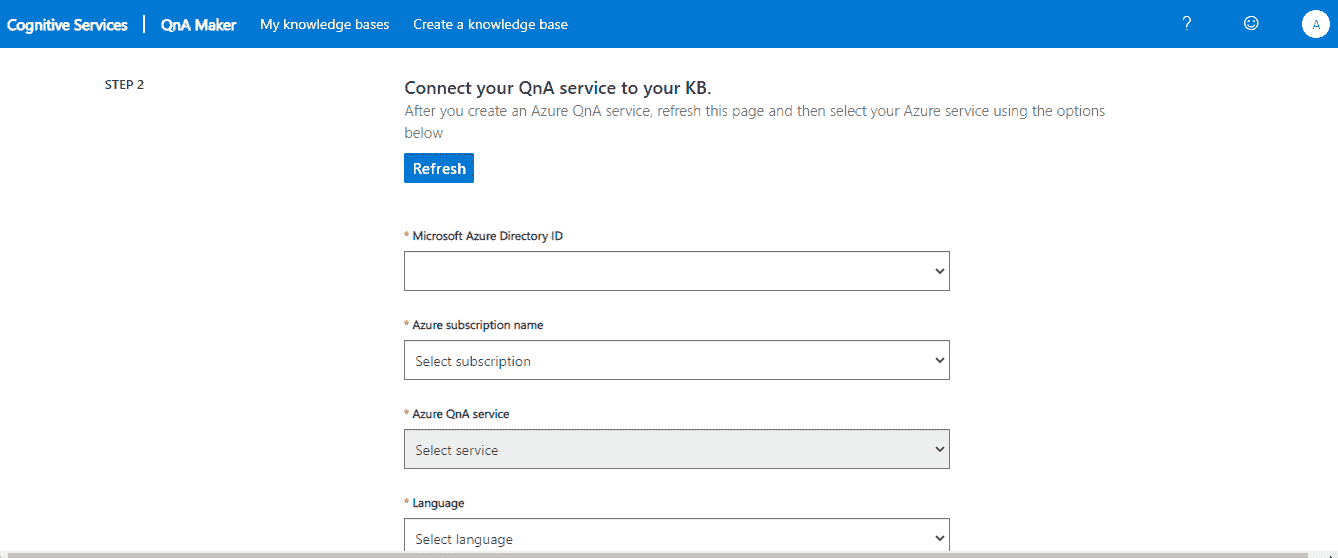 Cognitive Services | QnA Maker My knowledge bases Create a knowledge base ? A
STEP 2
Connect your QnA service to your KB.
After you create an Azure QnA service, refresh this page and then select your Azure service using the options
below
Refresh
* Microsoft Azure Directory ID
* Azure subscription name
Select subscription
* Azure QnA service
Select service
* Language
Select language